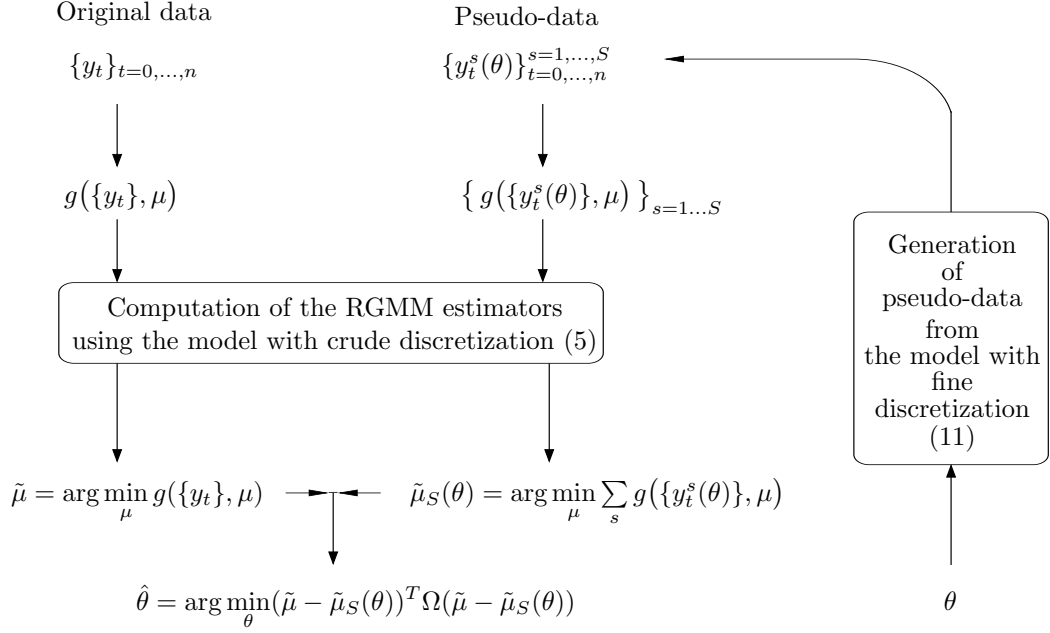 Original data
Pseudo-data
{y_t}_{t=0,...,n}
{y_t^s(θ)}_{t=0,...,n}^{s=1,...,S}
g({y_t}, μ)
{ g({y_t^s(θ)}, μ) }_{s=1...S}
Generation
of
pseudo-data
from
the model with
fine
discretization
(11)
Computation of the RGMM estimators
using the model with crude discretization (5)
μ̃ = arg min_μ g({y_t}, μ)
μ̃_S(θ) = arg min_μ ∑_s g({y_t^s(θ)}, μ)
θ̂ = arg min_θ (μ̃ − μ̃_S(θ))^T Ω(μ̃ − μ̃_S(θ))
θ